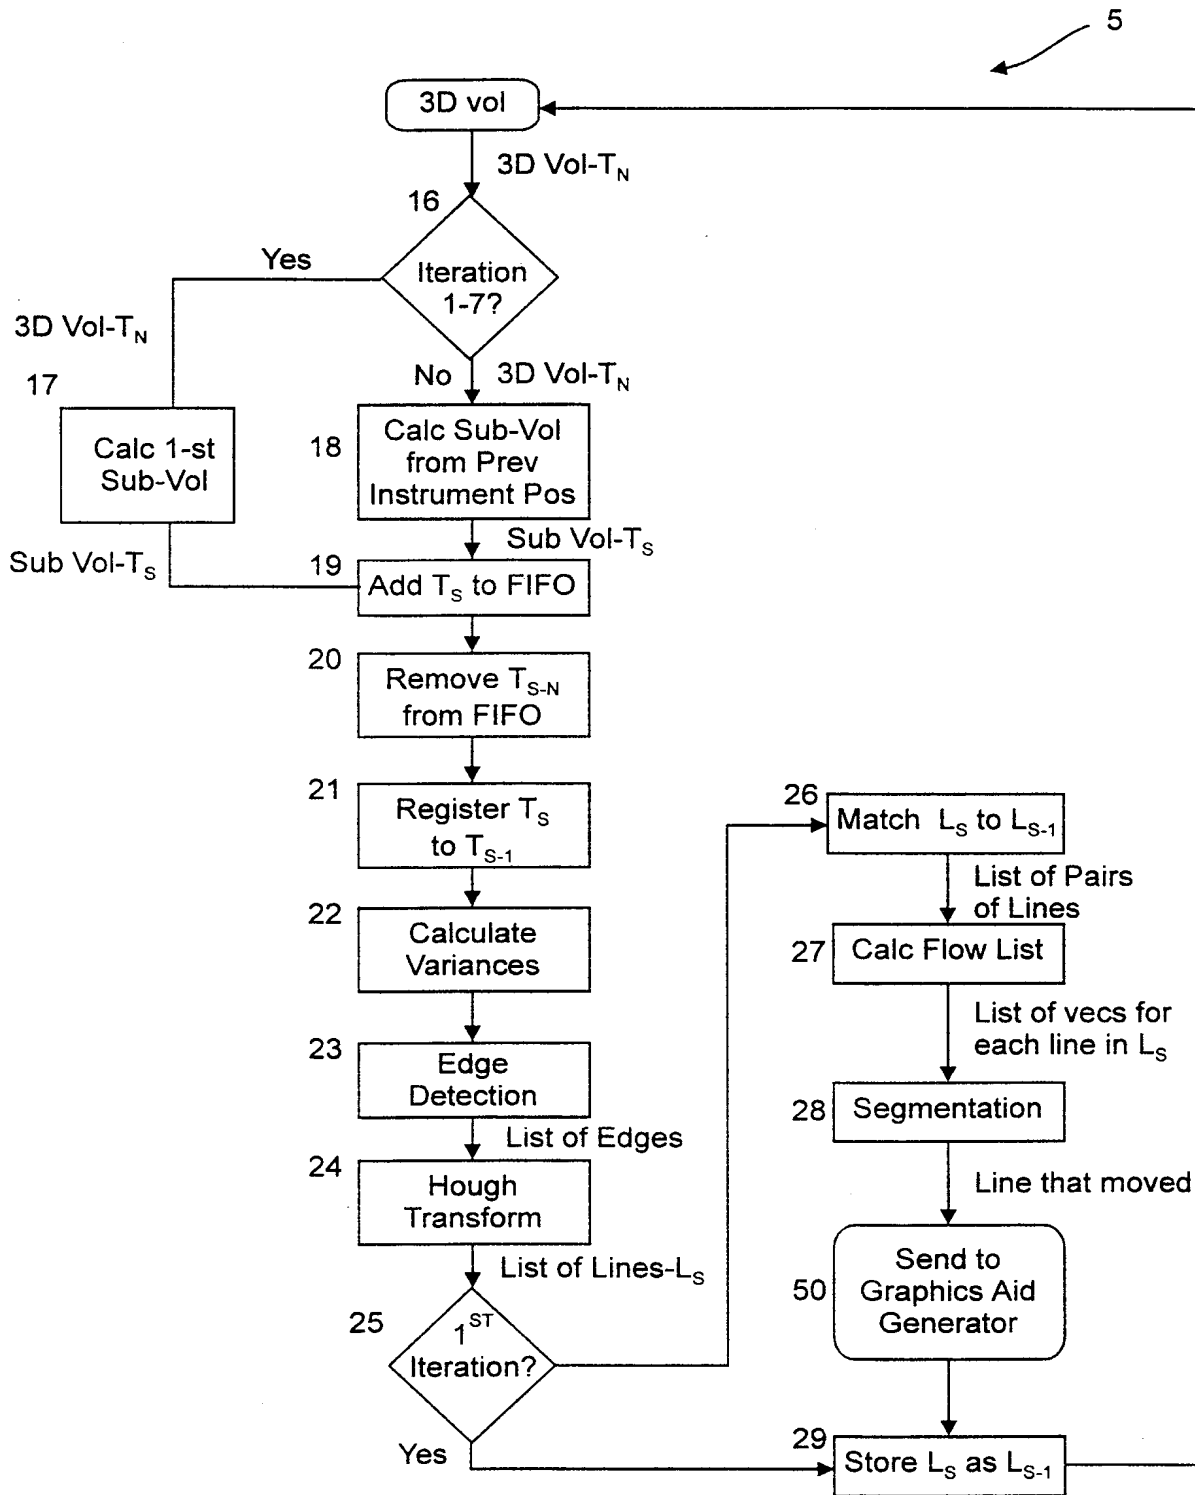 5
3D vol
3D Vol-T_N
16
Yes
Iteration
1-7?
3D Vol-T_N
No
3D Vol-T_N
17
Calc 1-st
Sub-Vol
18
Calc Sub-Vol
from Prev
Instrument Pos
Sub Vol-T_S
Sub Vol-T_S
19
Add T_S to FIFO
20
Remove T_S-N
from FIFO
21
Register T_S
to T_S-1
22
Calculate
Variances
23
Edge
Detection
List of Edges
24
Hough
Transform
List of Lines-L_S
25
1^ST
Iteration?
Yes
26
Match L_S to L_S-1
List of Pairs
of Lines
27
Calc Flow List
List of vecs for
each line in L_S
28
Segmentation
Line that moved
50
Send to
Graphics Aid
Generator
29
Store L_S as L_S-1